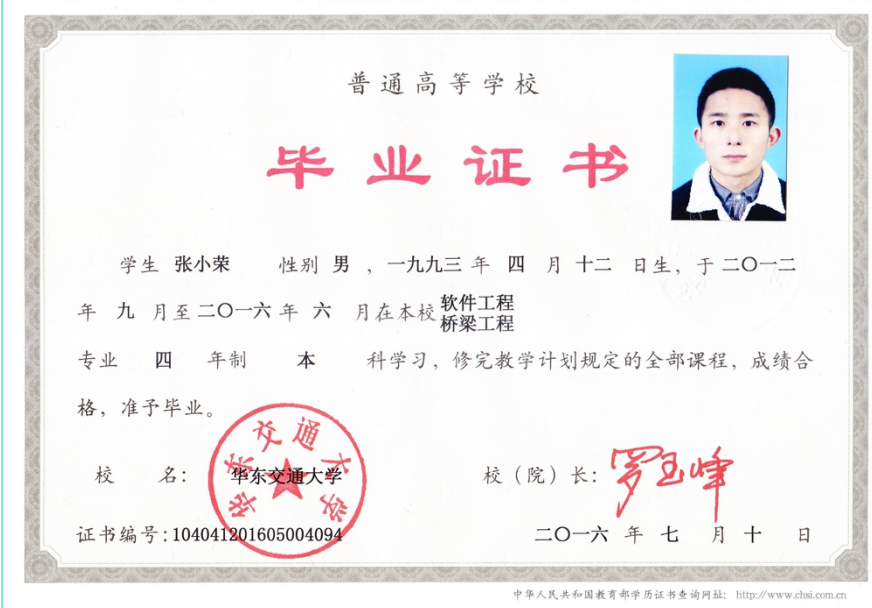 普通高等学校
毕业证书
学生 张小荣 性别 男 ，一九九三 年 四 月 十二 日生，于 二〇一二
年 九 月至 二〇一六 年 六 月在本校 软件工程
桥梁工程
专业 四 年制 本 科学习，修完教学计划规定的全部课程，成绩合
格，准予毕业。
华东交通大学
校 名： 华东交通大学 校（院）长： 罗玉峰
证书编号：104041201605004094 二〇一六 年 七 月 十 日
中华人民共和国教育部学历证书查询网址： http://www.chsi.com.cn